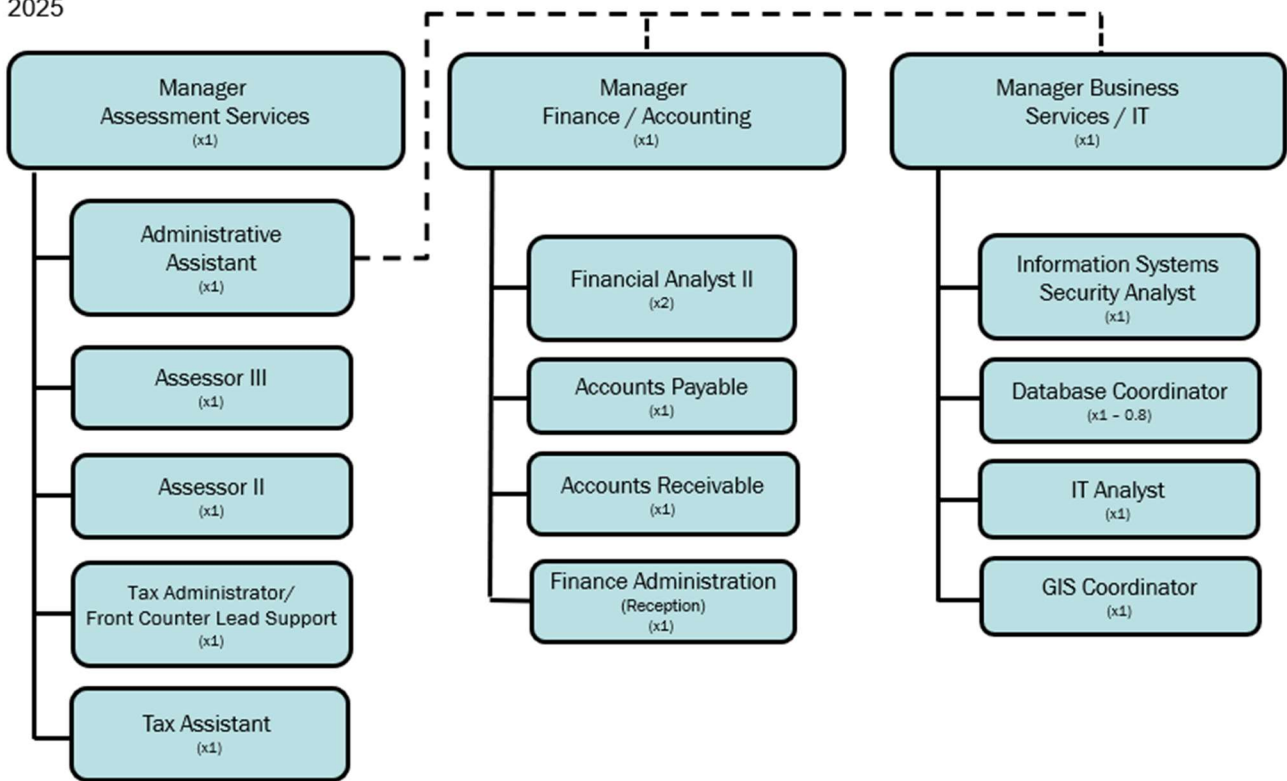 2025
Manager
Assessment Services
(x1)
Administrative
Assistant
(x1)
Assessor III
(x1)
Assessor II
(x1)
Tax Administrator/
Front Counter Lead Support
(x1)
Tax Assistant
(x1)
Manager
Finance / Accounting
(x1)
Financial Analyst II
(x2)
Accounts Payable
(x1)
Accounts Receivable
(x1)
Finance Administration
(Reception)
(x1)
Manager Business
Services / IT
(x1)
Information Systems
Security Analyst
(x1)
Database Coordinator
(x1 – 0.8)
IT Analyst
(x1)
GIS Coordinator
(x1)